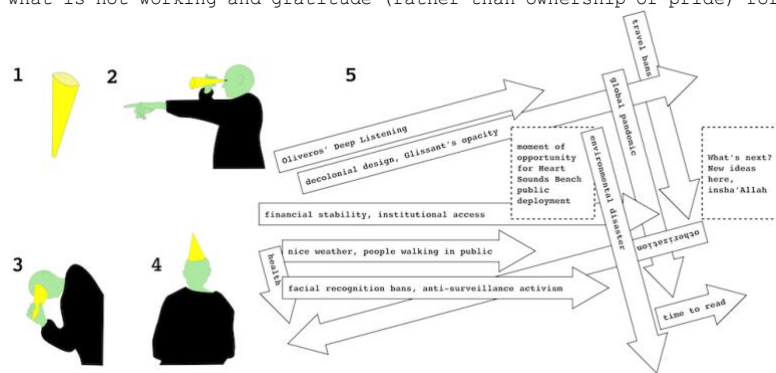 what is not working and gratitude (rather than ownership or pride) for
1
2
5
Oliveros' Deep Listening
decolonial design, Glissant's opacity
travel bans
global pandemic
environmental disaster
moment of
opportunity
for Heart
Sounds Bench
public
deployment
What's next?
New ideas
here,
insha'Allah
financial stability, institutional access
otherization
3
4
health
nice weather, people walking in public
facial recognition bans, anti-surveillance activism
time to read